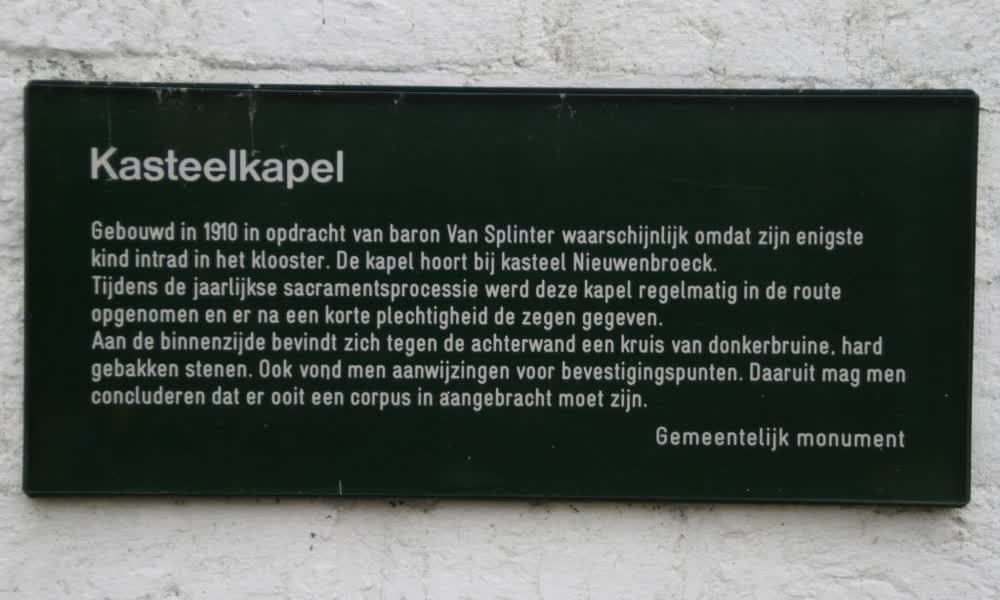 Kasteelkapel
Gebouwd in 1910 in opdracht van baron Van Splinter waarschijnlijk omdat zijn enigste
kind intrad in het klooster. De kapel hoort bij kasteel Nieuwenbroeck.
Tijdens de jaarlijkse sacramentsprocessie werd deze kapel regelmatig in de route
opgenomen en er na een korte plechtigheid de zegen gegeven.
Aan de binnenzijde bevindt zich tegen de achterwand een kruis van donkerbruine, hard
gebakken stenen. Ook vond men aanwijzingen voor bevestigingspunten. Daaruit mag men
concluderen dat er ooit een corpus in aangebracht moet zijn.
Gemeentelijk monument